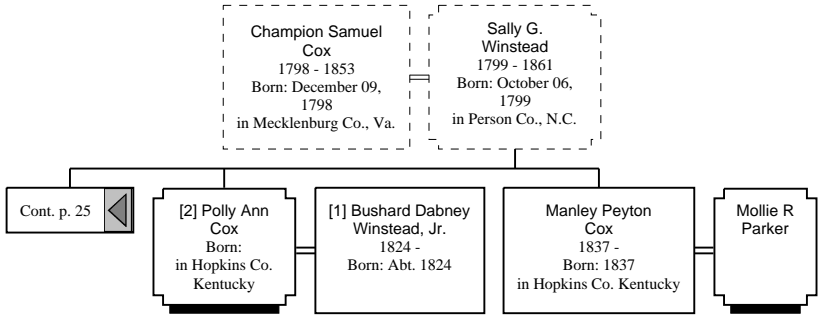 Champion Samuel
Cox
1798 - 1853
Born: December 09,
1798
in Mecklenburg Co., Va.
Sally G.
Winstead
1799 - 1861
Born: October 06,
1799
in Person Co., N.C.
Cont. p. 25
[2] Polly Ann
Cox
Born:
in Hopkins Co.
Kentucky
[1] Bushard Dabney
Winstead, Jr.
1824 -
Born: Abt. 1824
Manley Peyton
Cox
1837 -
Born: 1837
in Hopkins Co. Kentucky
Mollie R
Parker